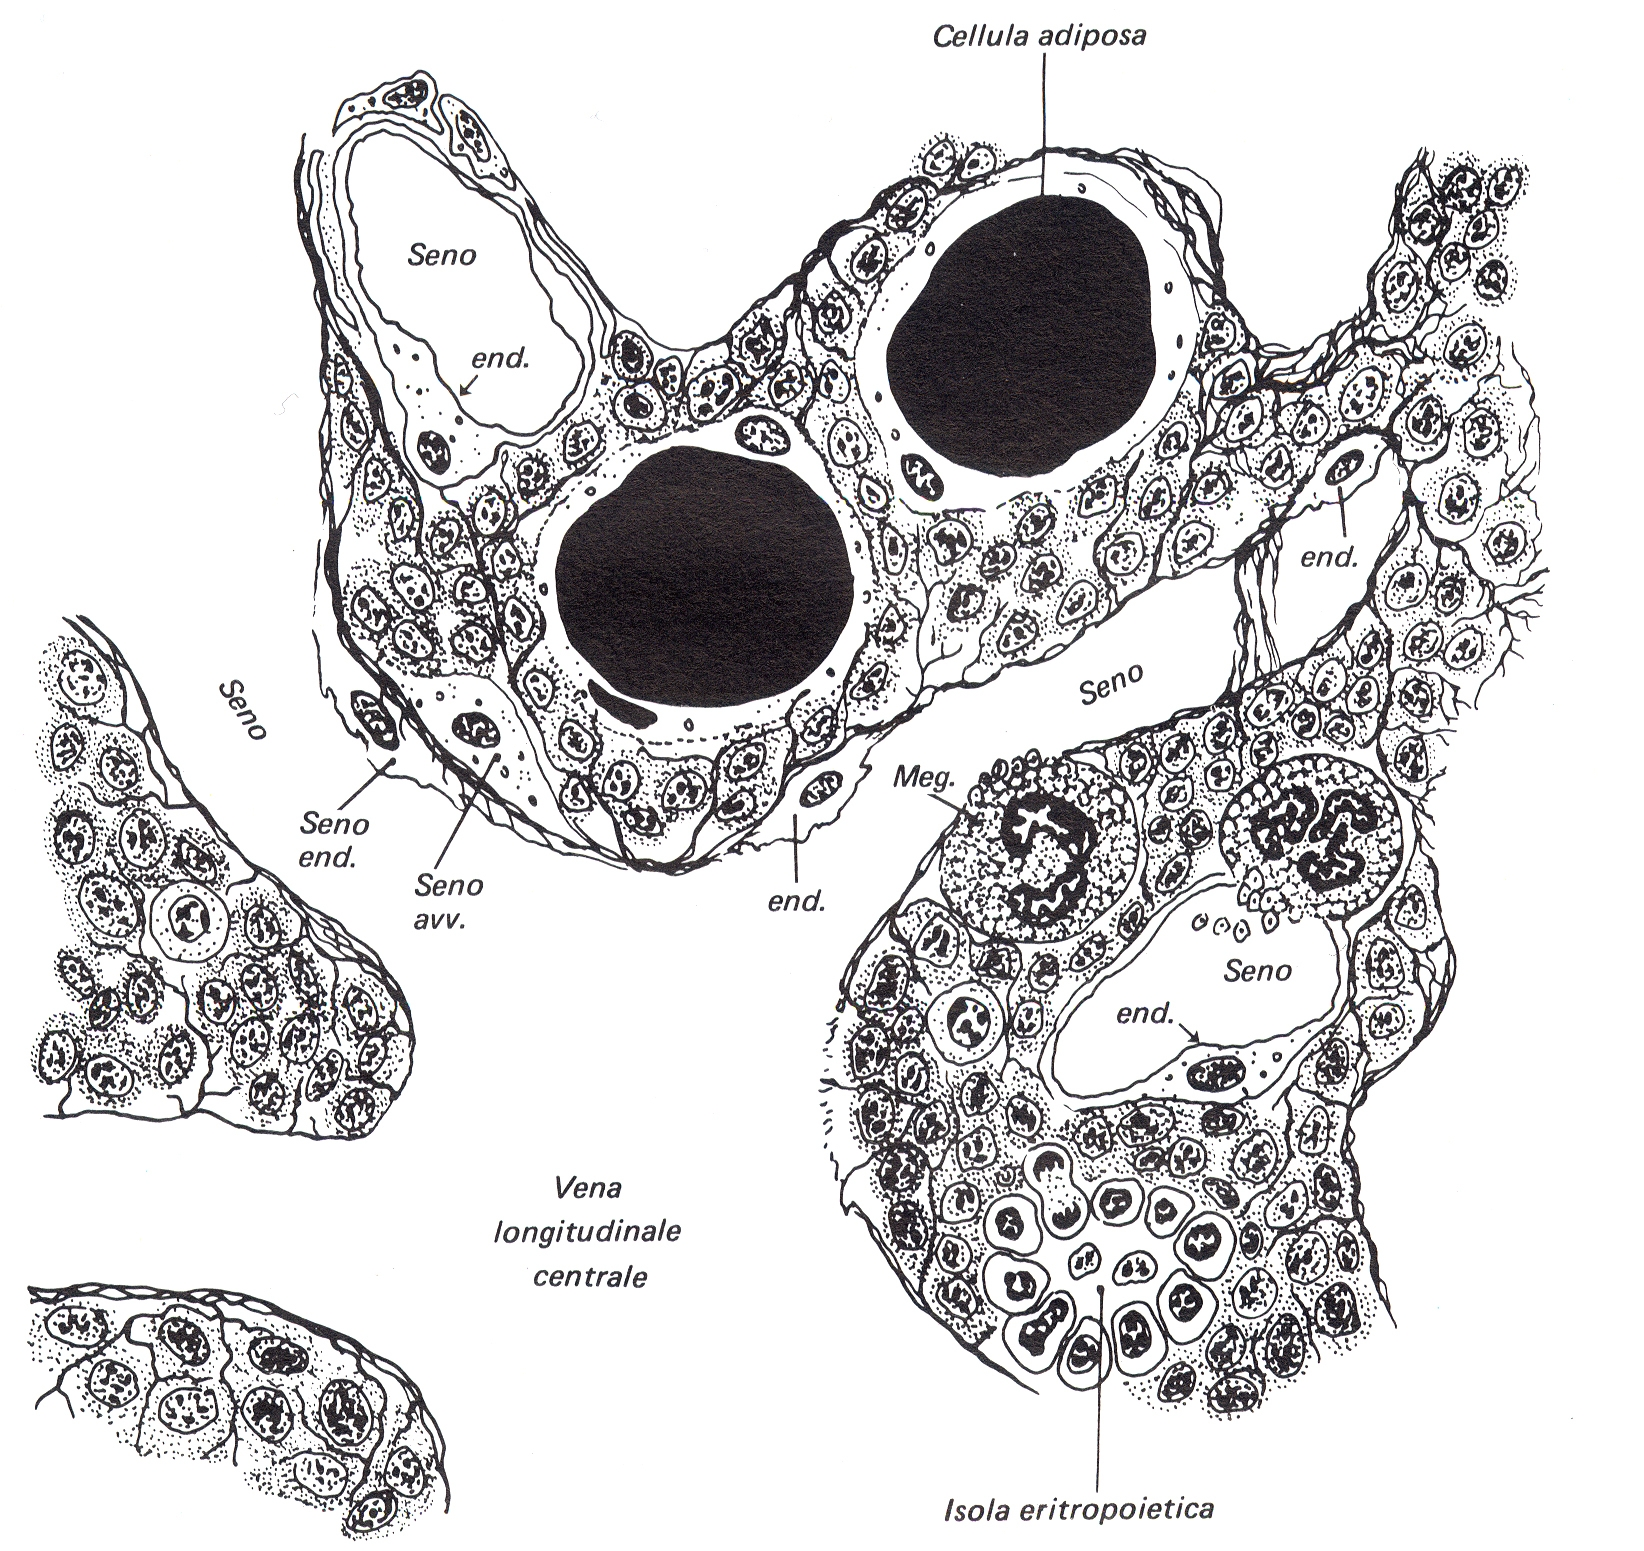 Cellula adiposa
Seno
end.
end.
Seno
Seno
Meg.
Seno
end.
Seno
avv.
end.
Seno
end.
Vena
longitudinale
centrale
Isola eritropoietica